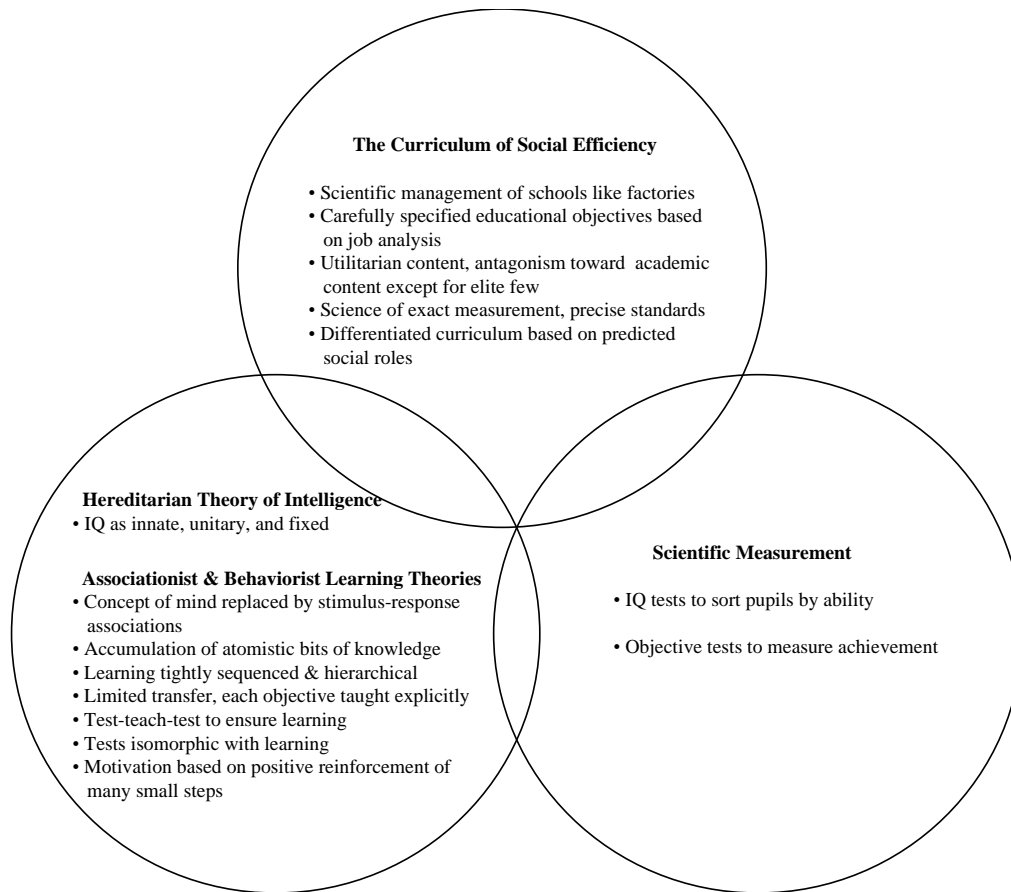 The Curriculum of Social Efficiency
• Scientific management of schools like factories
• Carefully specified educational objectives based
on job analysis
• Utilitarian content, antagonism toward academic
content except for elite few
• Science of exact measurement, precise standards
• Differentiated curriculum based on predicted
social roles
Hereditarian Theory of Intelligence
• IQ as innate, unitary, and fixed
Associationist & Behaviorist Learning Theories
• Concept of mind replaced by stimulus-response
associations
• Accumulation of atomistic bits of knowledge
• Learning tightly sequenced & hierarchical
• Limited transfer, each objective taught explicitly
• Test-teach-test to ensure learning
• Tests isomorphic with learning
• Motivation based on positive reinforcement of
many small steps
Scientific Measurement
• IQ tests to sort pupils by ability
• Objective tests to measure achievement